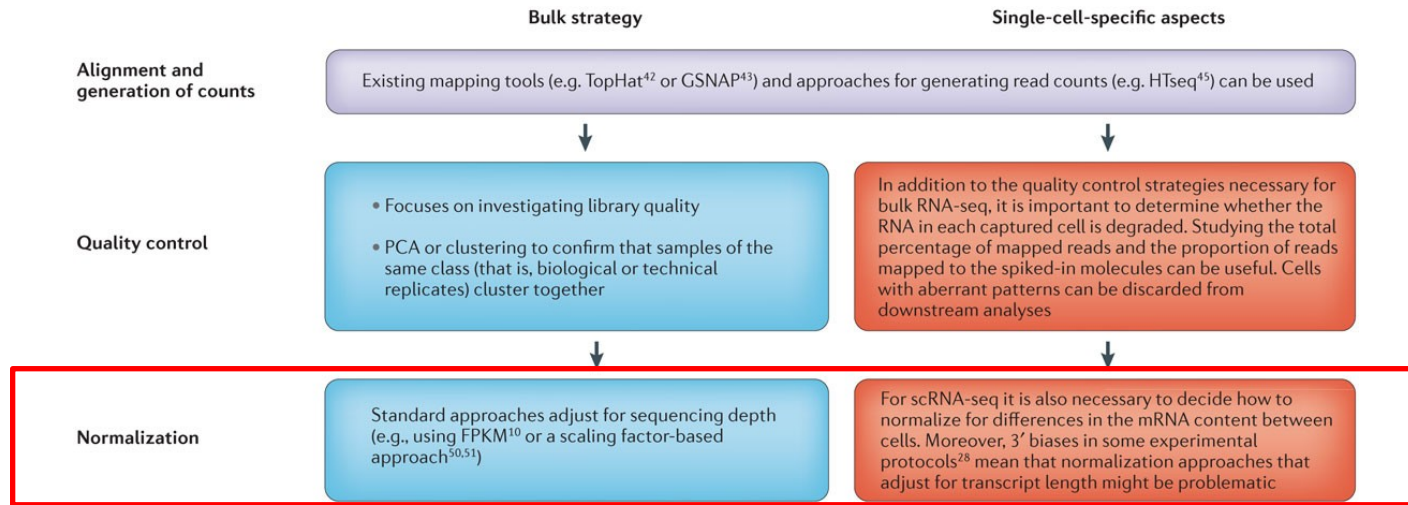 Bulk strategy
Single-cell-specific aspects
Alignment and
generation of counts
Existing mapping tools (e.g. TopHat⁴² or GSNAP⁴³) and approaches for generating read counts (e.g. HTseq⁴⁵) can be used
Quality control
• Focuses on investigating library quality
• PCA or clustering to confirm that samples of the
same class (that is, biological or technical
replicates) cluster together
In addition to the quality control strategies necessary for
bulk RNA-seq, it is important to determine whether the
RNA in each captured cell is degraded. Studying the total
percentage of mapped reads and the proportion of reads
mapped to the spiked-in molecules can be useful. Cells
with aberrant patterns can be discarded from
downstream analyses
Normalization
Standard approaches adjust for sequencing depth
(e.g., using FPKM¹⁰ or a scaling factor-based
approach⁵⁰,⁵¹)
For scRNA-seq it is also necessary to decide how to
normalize for differences in the mRNA content between
cells. Moreover, 3′ biases in some experimental
protocols²⁸ mean that normalization approaches that
adjust for transcript length might be problematic